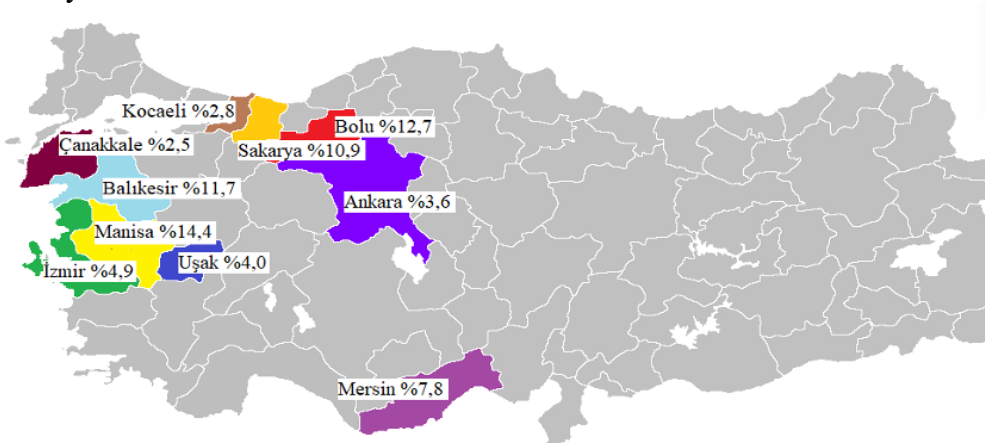 Kocaeli %2,8
Bolu %12,7
Çanakkale %2,5
Sakarya %10,9
Balıkesir %11,7
Ankara %3,6
Manisa %14,4
Uşak %4,0
İzmir %4,9
Mersin %7,8